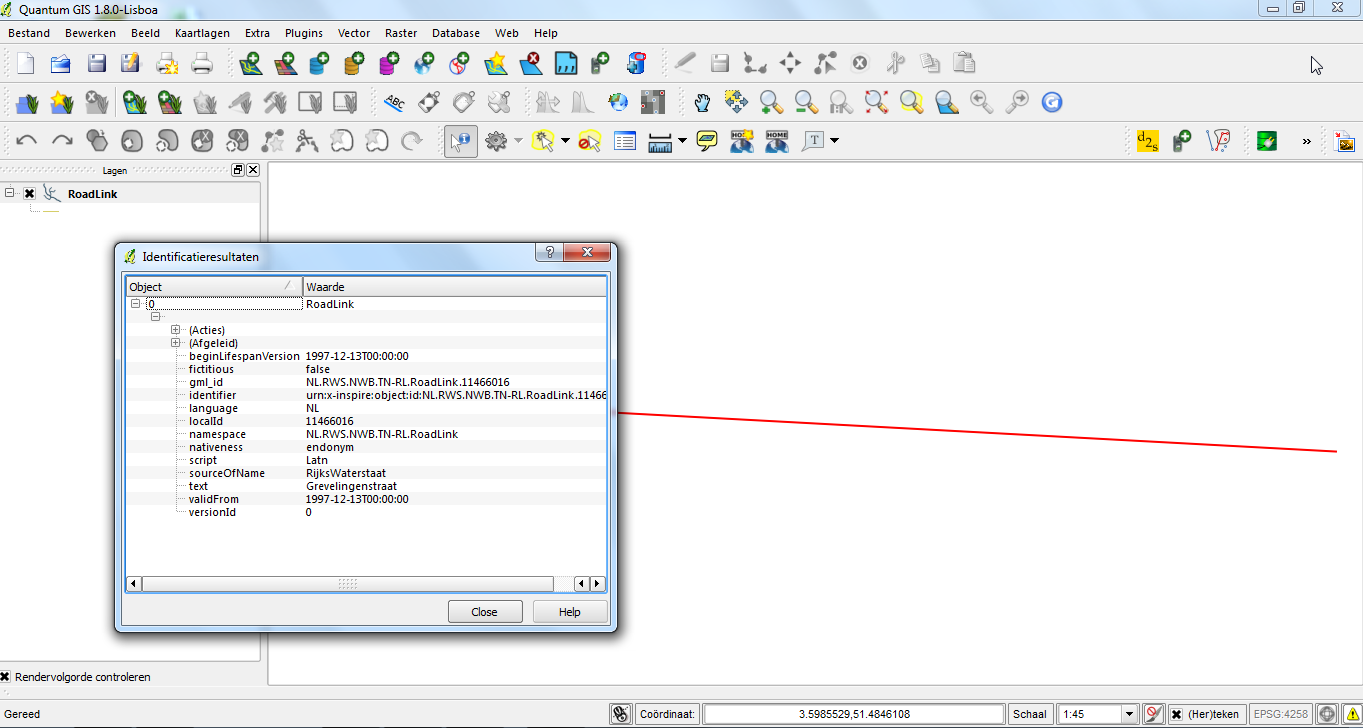 Quantum GIS 1.8.0-Lisboa
Bestand Bewerken Beeld Kaartlagen Extra Plugins Vector Raster Database Web Help
ABC
HOME HOME T d2s »
Lagen
RoadLink
Identificatieresultaten
Object Waarde
0 RoadLink
(Acties)
(Afgeleid)
beginLifespanVersion 1997-12-13T00:00:00
fictitious false
gml_id NL.RWS.NWB.TN-RL.RoadLink.11466016
identifier urn:x-inspire:object:id:NL.RWS.NWB.TN-RL.RoadLink.11466
language NL
localId 11466016
namespace NL.RWS.NWB.TN-RL.RoadLink
nativeness endonym
script Latn
sourceOfName RijksWaterstaat
text Grevelingenstraat
validFrom 1997-12-13T00:00:00
versionId 0
Close Help
Rendervolgorde controleren
Gereed Coördinaat: 3.5985529,51.4846108 Schaal 1:45 (Her)teken EPSG:4258